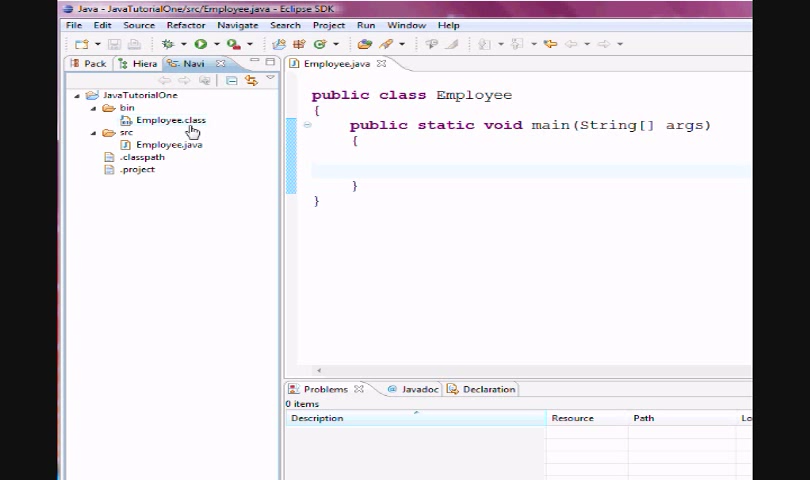 Java - JavaTutorialOne/src/Employee.java - Eclipse SDK
File Edit Source Refactor Navigate Search Project Run Window Help
Pack Hiera Navi Employee.java
JavaTutorialOne
bin
Employee.class
src
Employee.java
.classpath
.project
public class Employee
{
public static void main(String[] args)
{
}
}
Problems Javadoc Declaration
0 items
Description Resource Path Lo